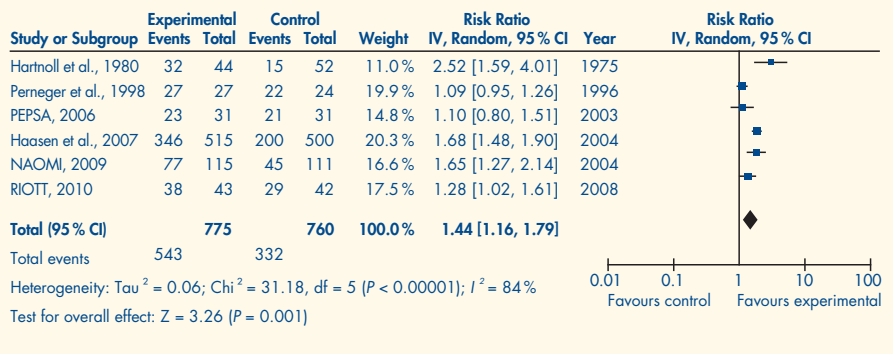 Experimental Control Risk Ratio Risk Ratio
Study or Subgroup Events Total Events Total Weight IV, Random, 95% CI Year IV, Random, 95% CI
Hartnoll et al., 1980 32 44 15 52 11.0% 2.52 [1.59, 4.01] 1975
Perneger et al., 1998 27 27 22 24 19.9% 1.09 [0.95, 1.26] 1996
PEPSA, 2006 23 31 21 31 14.8% 1.10 [0.80, 1.51] 2003
Haasen et al., 2007 346 515 200 500 20.3% 1.68 [1.48, 1.90] 2004
NAOMI, 2009 77 115 45 111 16.6% 1.65 [1.27, 2.14] 2004
RIOTT, 2010 38 43 29 42 17.5% 1.28 [1.02, 1.61] 2008
Total (95% CI) 775 760 100.0% 1.44 [1.16, 1.79]
Total events 543 332
Heterogeneity: Tau² = 0.06; Chi² = 31.18, df = 5 (P < 0.00001); I² = 84%
Test for overall effect: Z = 3.26 (P = 0.001)
0.01 0.1 1 10 100
Favours control Favours experimental